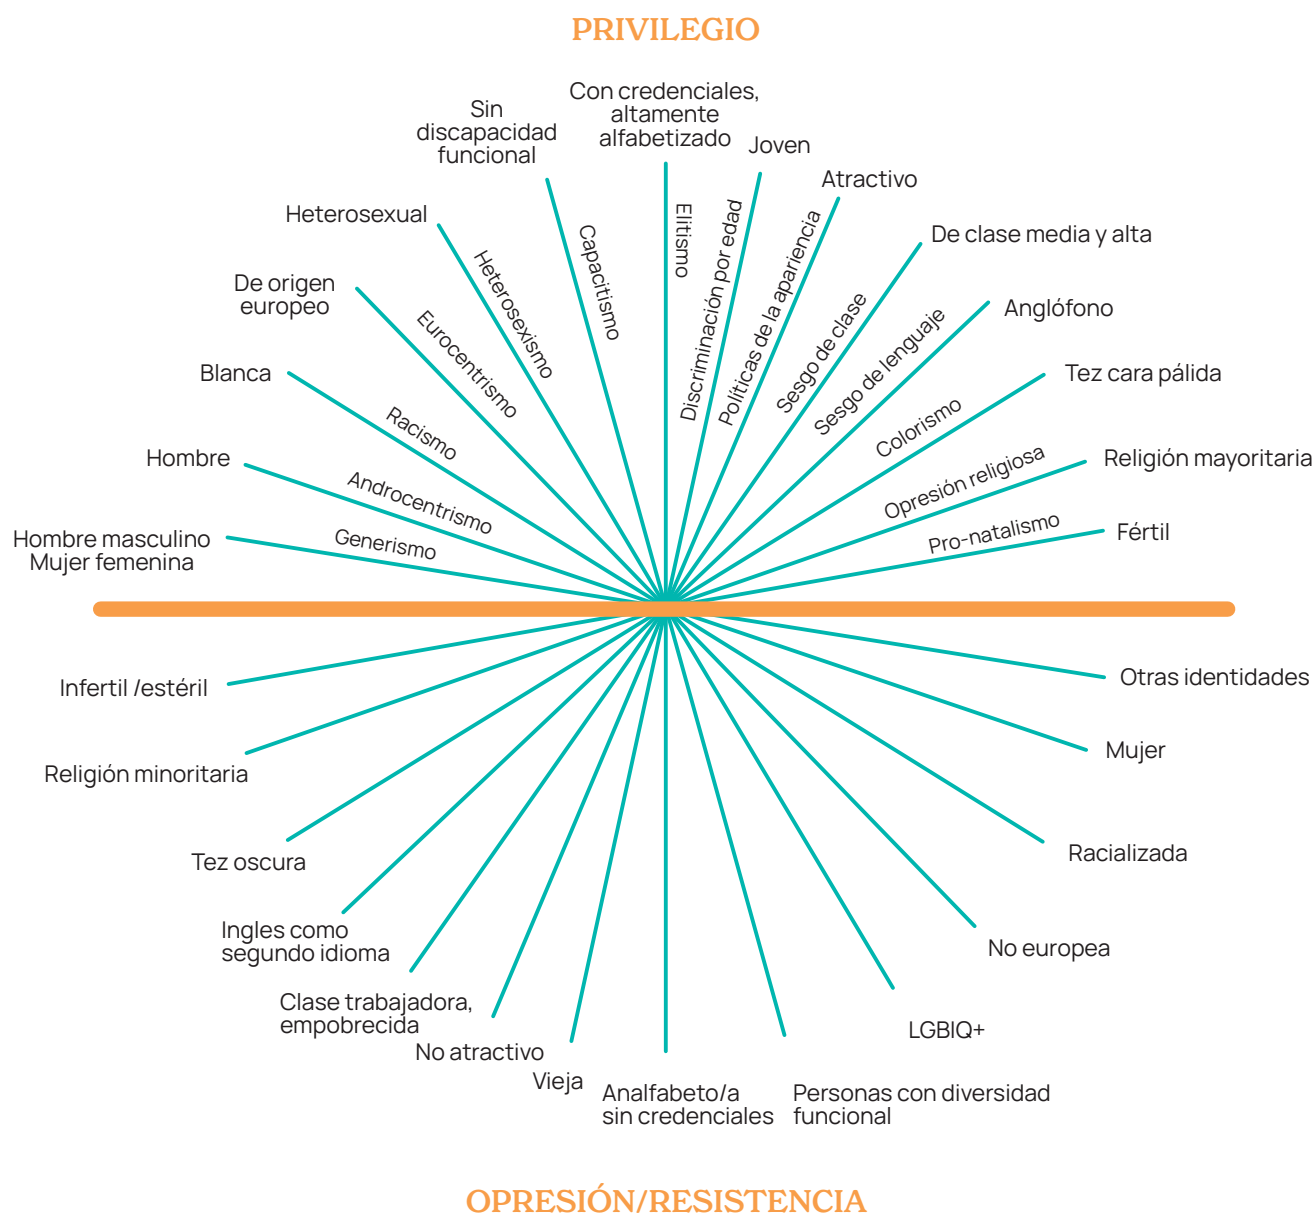 PRIVILEGIO
Con credenciales,
altamente
alfabetizado
Sin
discapacidad
funcional
Joven
Atractivo
Heterosexual
De clase media y alta
De origen
europeo
Anglófono
Blanca
Tez cara pálida
Hombre
Religión mayoritaria
Hombre masculino
Mujer femenina
Fértil
Generismo
Androcentrismo
Racismo
Eurocentrismo
Heterosexismo
Capacitismo
Elitismo
Discriminación por edad
Políticas de la apariencia
Sesgo de clase
Sesgo de lenguaje
Colorismo
Opresión religiosa
Pro-natalismo
Infertil /estéril
Otras identidades
Religión minoritaria
Mujer
Tez oscura
Racializada
Ingles como
segundo idioma
No europea
Clase trabajadora,
empobrecida
LGBIQ+
No atractivo
Vieja
Analfabeto/a
sin credenciales
Personas con diversidad
funcional
OPRESIÓN/RESISTENCIA